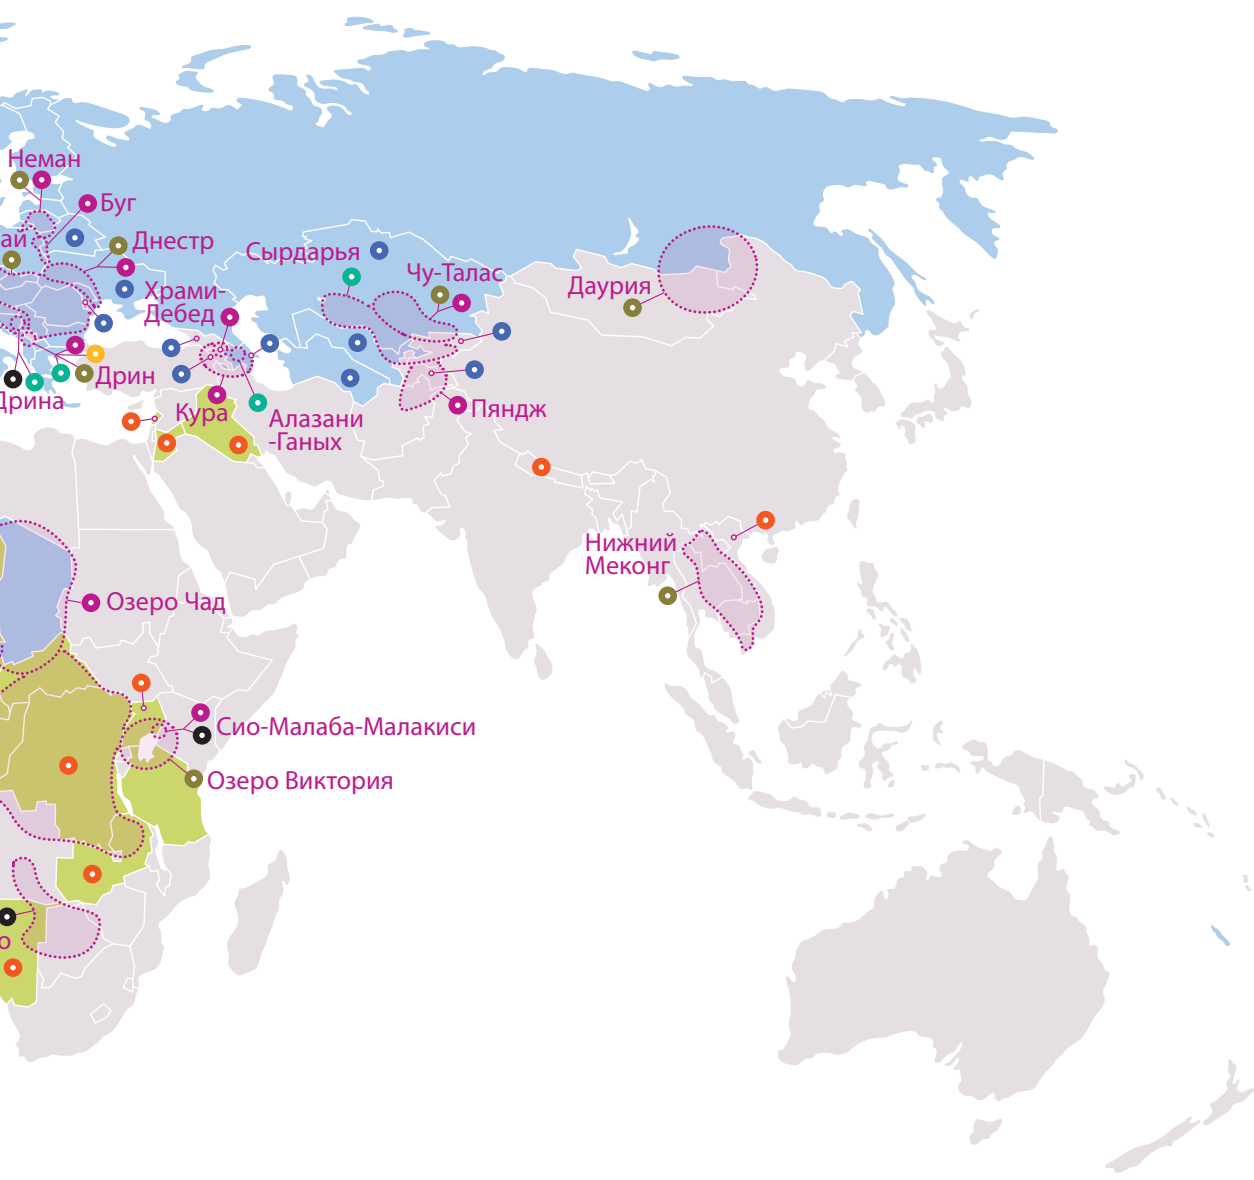 Неман
Буг
ай
Днестр
Сырдарья
Чу-Талас
Даурия
Храми-
Дебед
Дрин
Дрина
Кура
Алазани
-Ганых
Пяндж
Нижний
Меконг
Озеро Чад
Сио-Малаба-Малакиси
Озеро Виктория
о